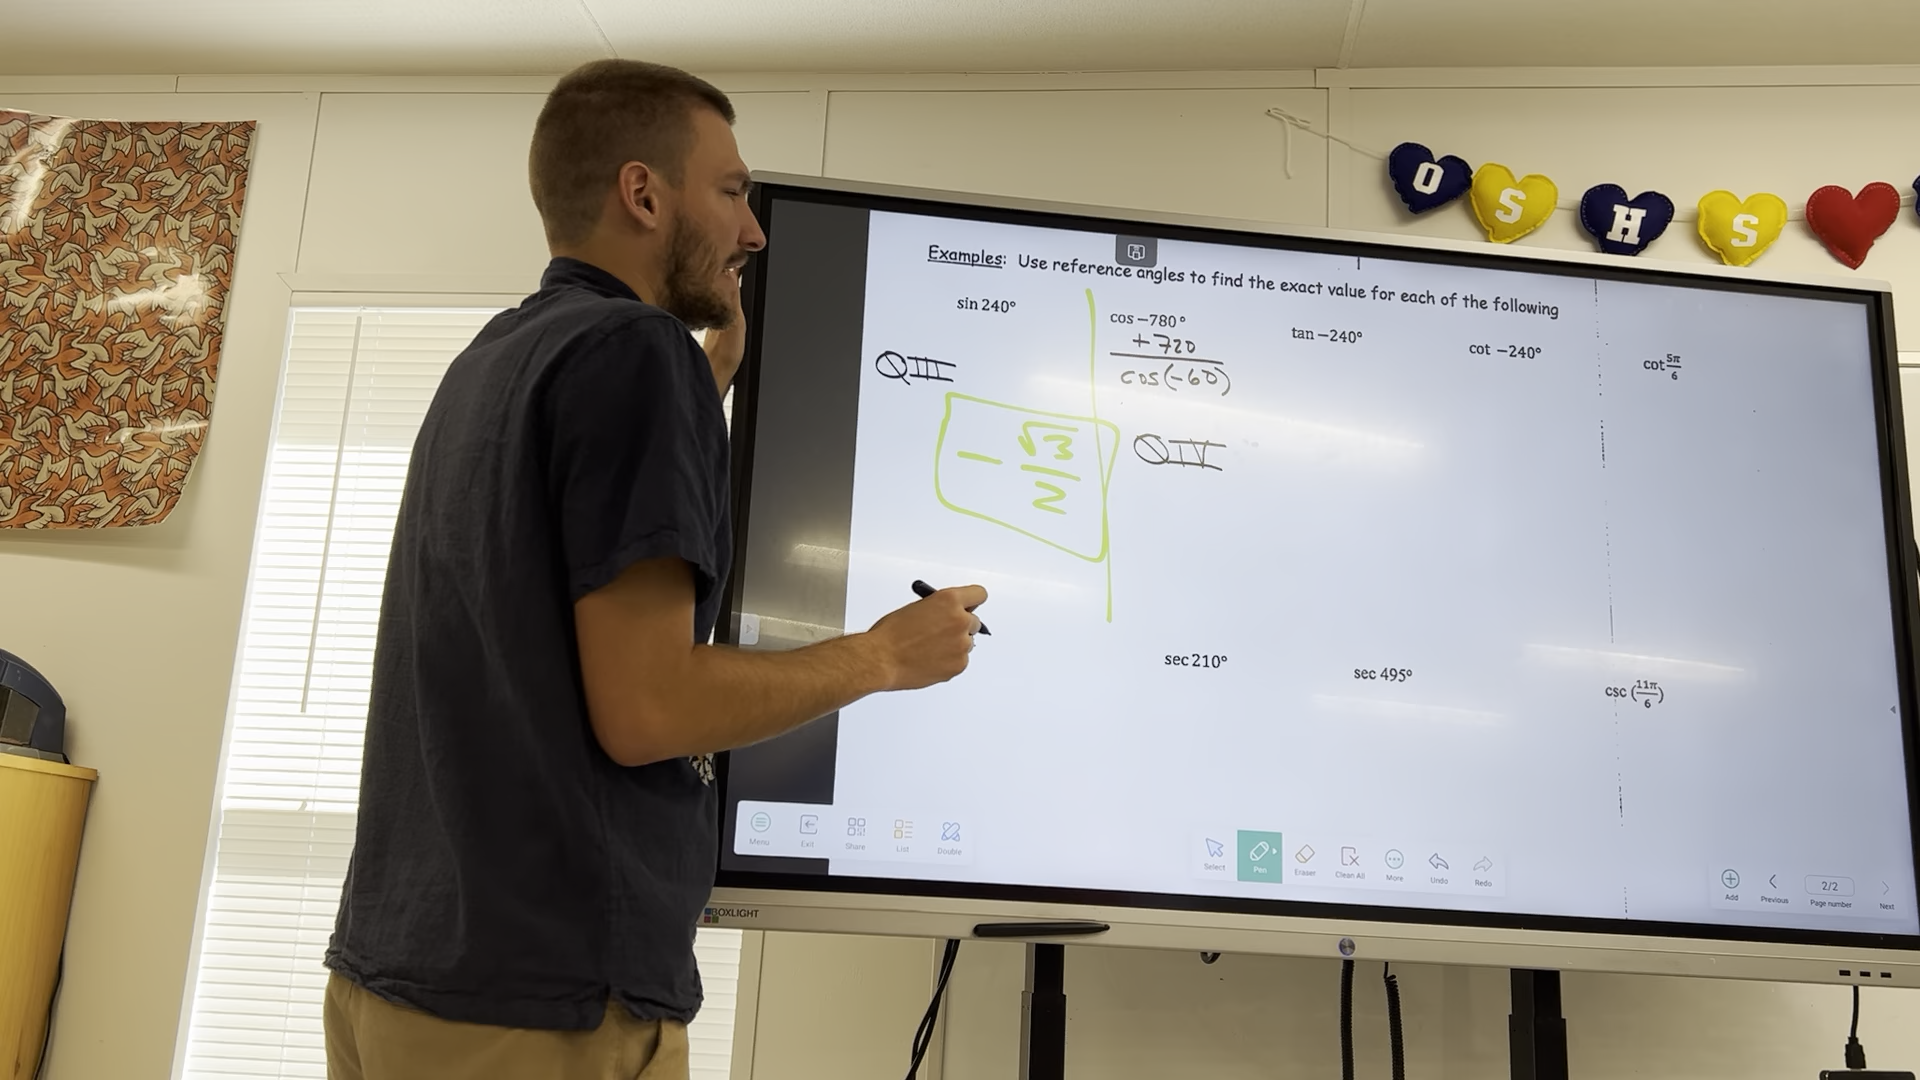 O S H S
Examples: Use reference angles to find the exact value for each of the following
sin 240°
cos −780°
tan −240°
cot −240°
cot 5π/6
+720
cos(-60)
QIII
QIV
- √3/2
sec 210°
sec 495°
csc (11π/6)
Menu
Exit
Share
List
Double
Select
Pen
Eraser
Clean All
More
Undo
Redo
Add
Previous
2/2
Page number
Next
BOXLIGHT